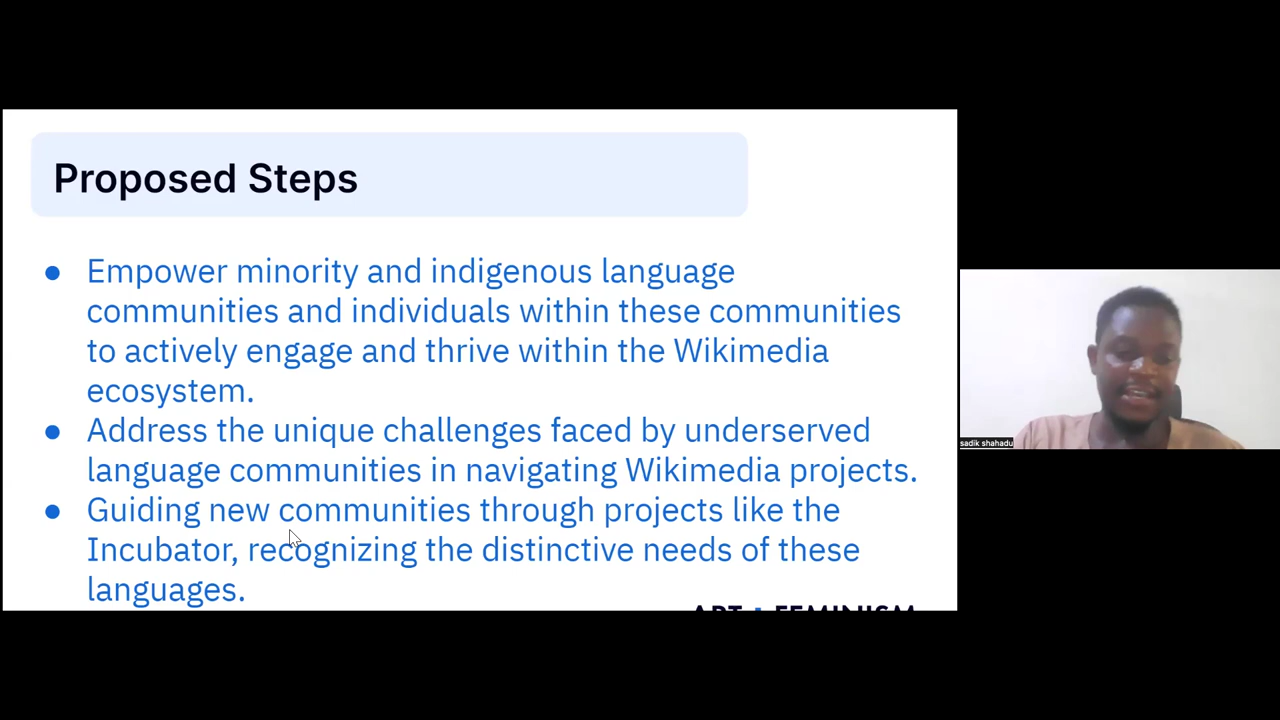 Proposed Steps
● Empower minority and indigenous language
communities and individuals within these communities
to actively engage and thrive within the Wikimedia
ecosystem.
● Address the unique challenges faced by underserved
language communities in navigating Wikimedia projects.
● Guiding new communities through projects like the
Incubator, recognizing the distinctive needs of these
languages.
ART + FEMINISM
sadik shahadu